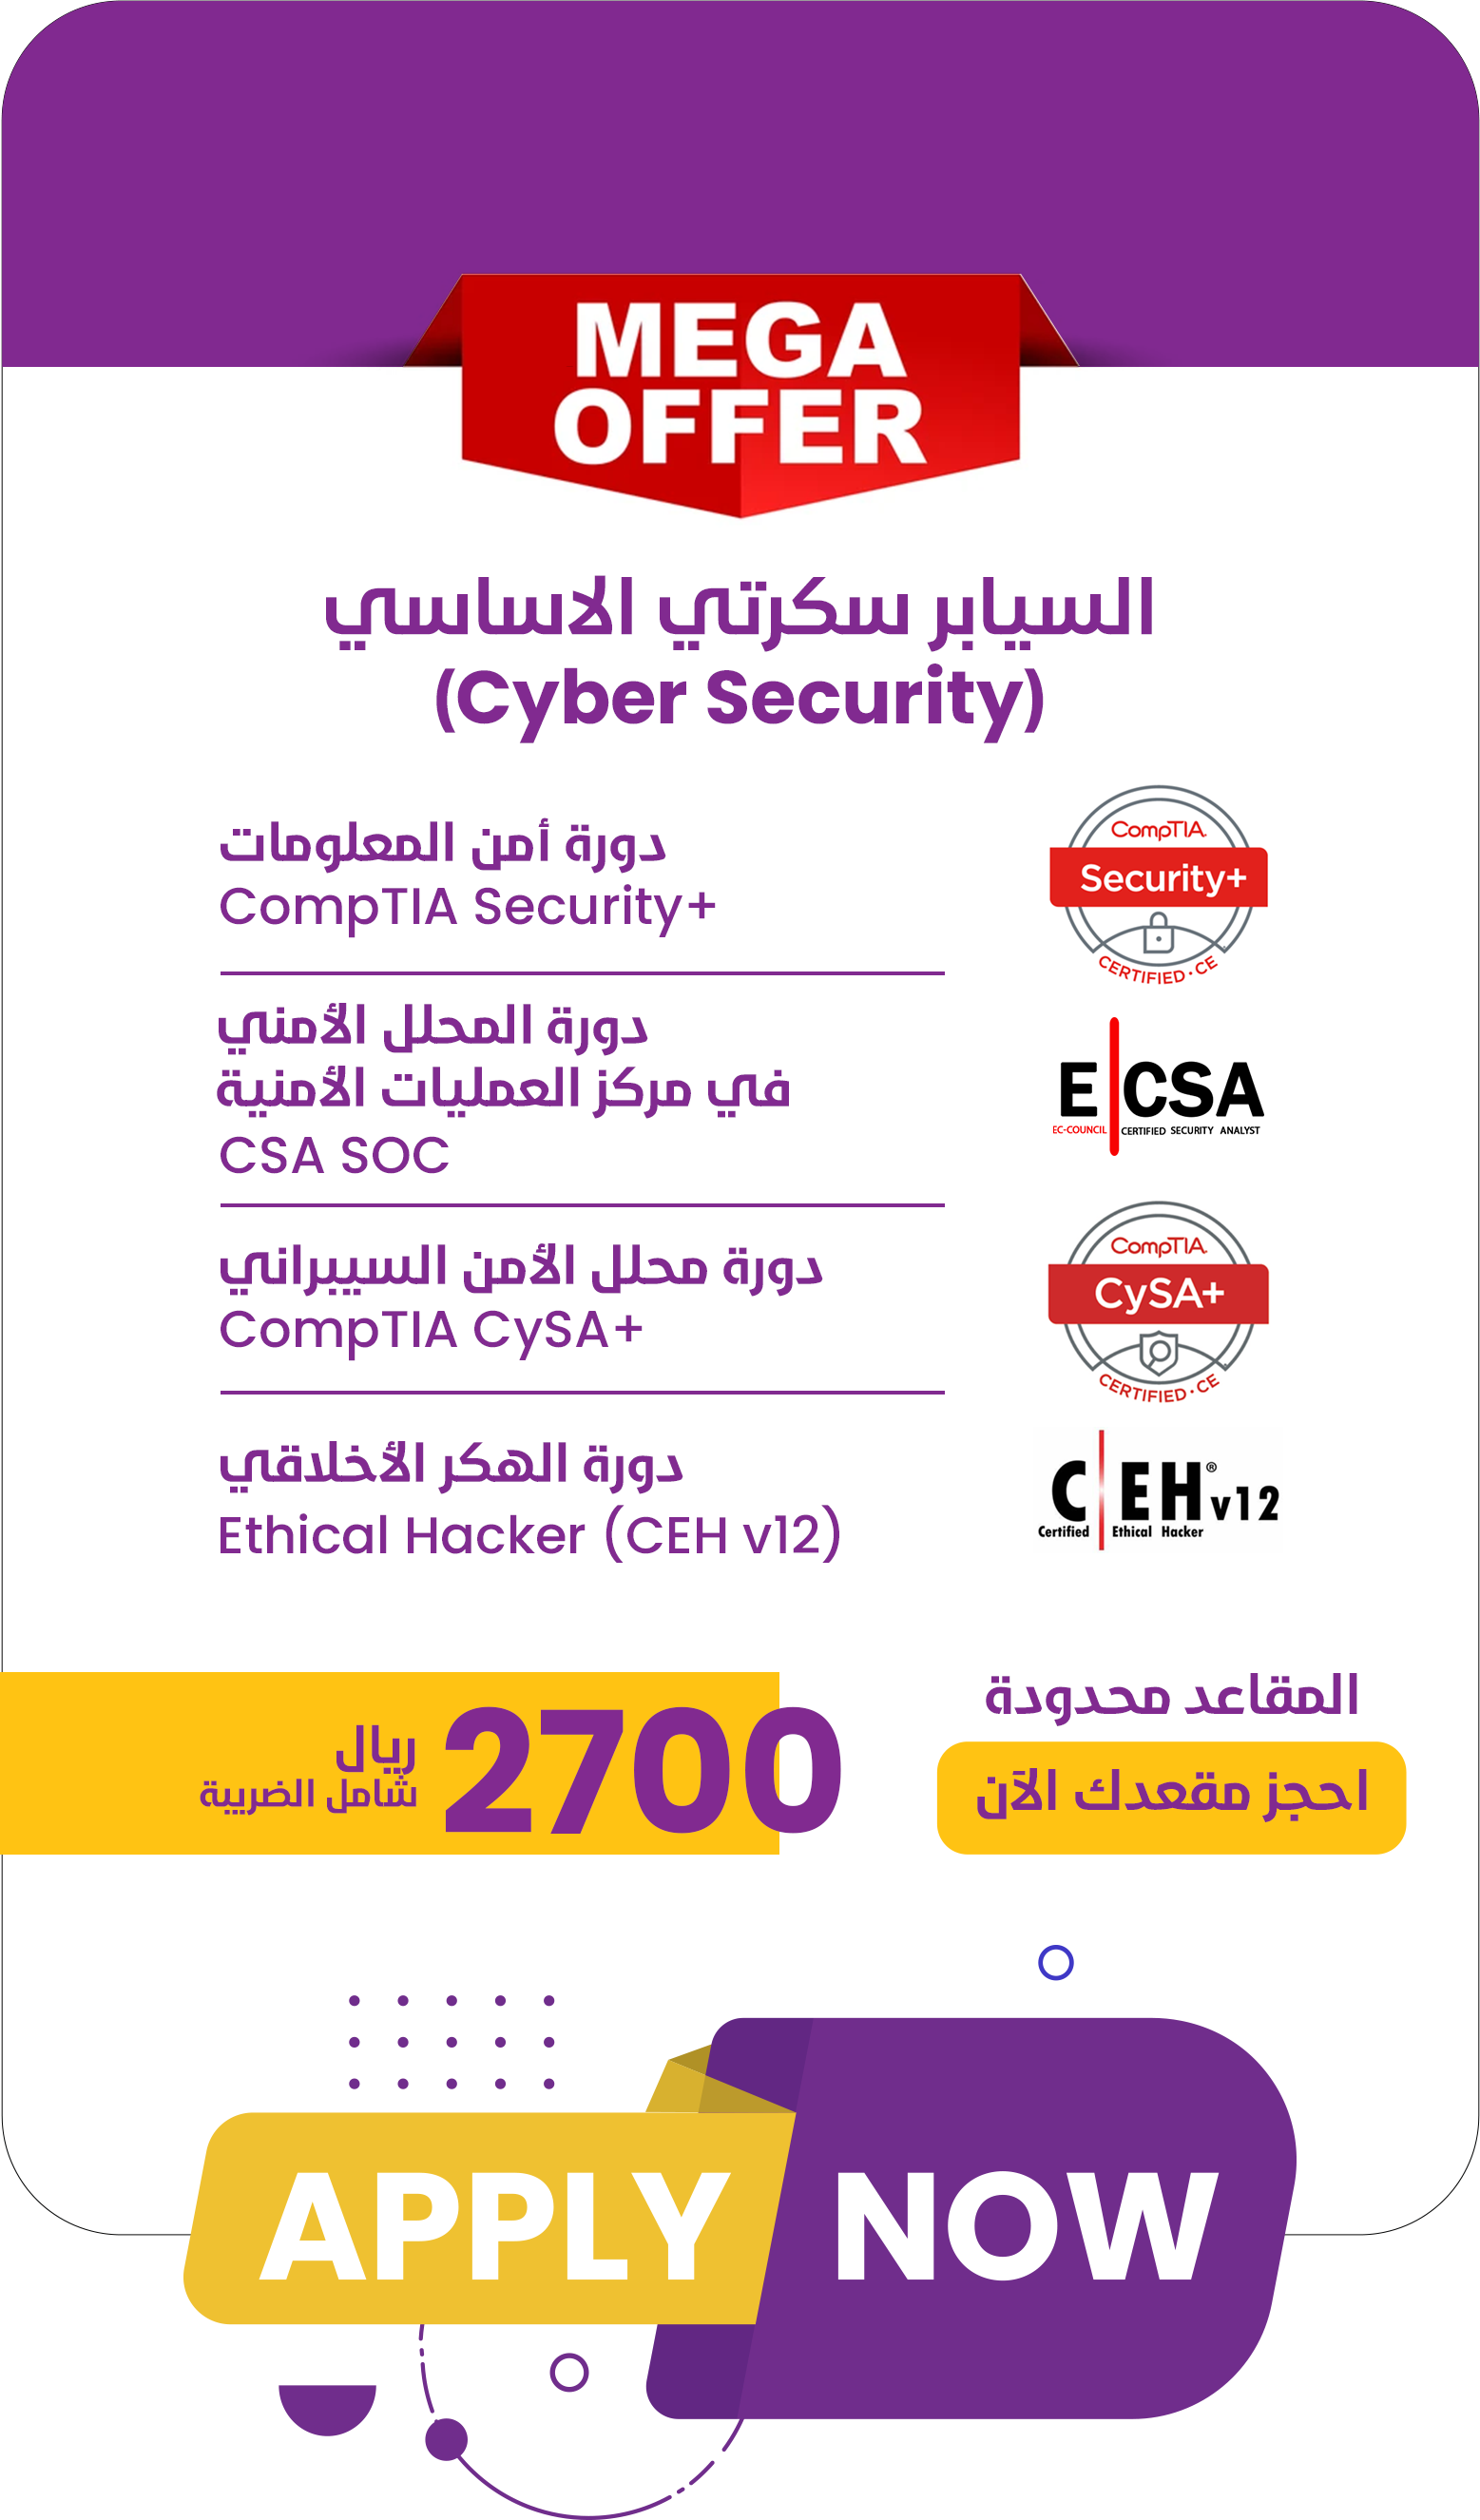 MEGA
OFFER
السيابر سكرتي الاساسي
(Cyber Security)
دورة أمن المعلومات
CompTIA Security+
CompTIA.
Security+
CERTIFIED • CE
دورة المحلل الأمني
في مركز العمليات الأمنية
CSA SOC
E|CSA
EC-COUNCIL CERTIFIED SECURITY ANALYST
دورة محلل الأمن السيبراني
CompTIA CySA+
CompTIA.
CySA+
CERTIFIED • CE
دورة الهكر الأخلاقي
Ethical Hacker (CEH v12)
C|EH® v12
Certified Ethical Hacker
المقاعد محدودة
احجز مقعدك الآن
2700 ريال
شامل الضريبة
APPLY NOW